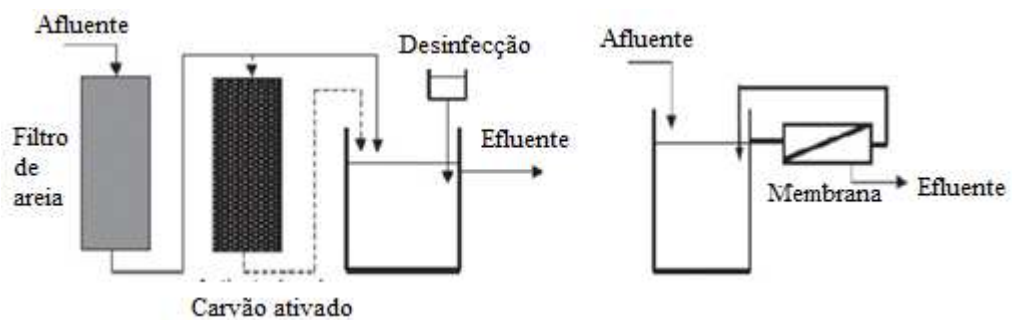 Afluente
Filtro
de
areia
Carvão ativado
Desinfecção
Efluente
Afluente
Membrana
Efluente